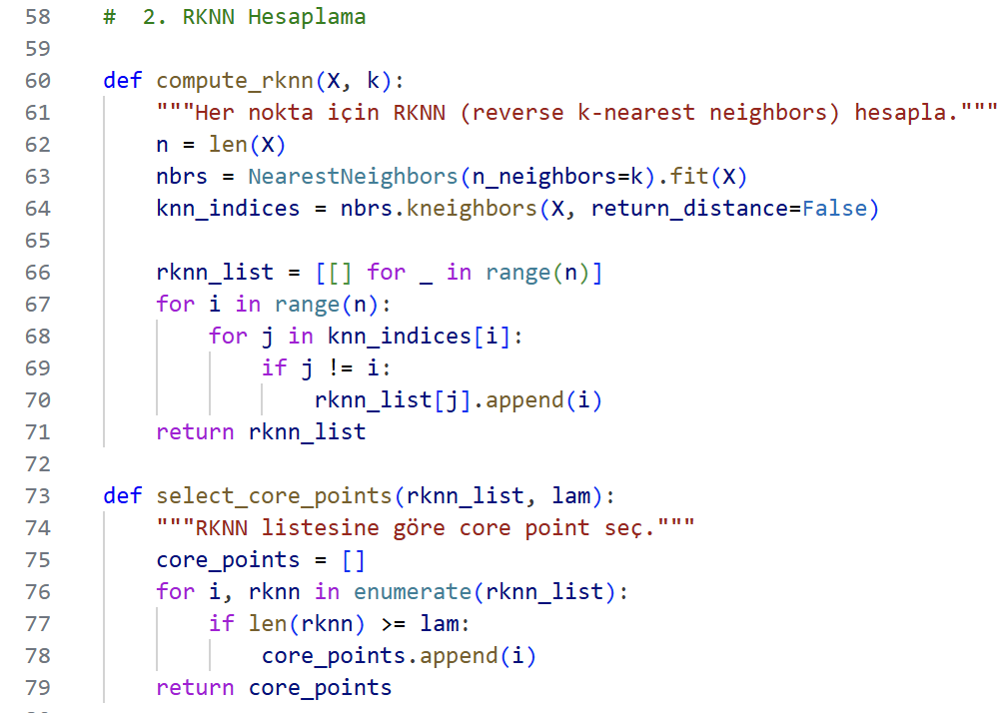 58 # 2. RKNN Hesaplama
59
60 def compute_rknn(X, k):
61     """Her nokta için RKNN (reverse k-nearest neighbors) hesapla."""
62     n = len(X)
63     nbrs = NearestNeighbors(n_neighbors=k).fit(X)
64     knn_indices = nbrs.kneighbors(X, return_distance=False)
65
66     rknn_list = [[] for _ in range(n)]
67     for i in range(n):
68         for j in knn_indices[i]:
69             if j != i:
70                 rknn_list[j].append(i)
71     return rknn_list
72
73 def select_core_points(rknn_list, lam):
74     """RKNN listesine göre core point seç."""
75     core_points = []
76     for i, rknn in enumerate(rknn_list):
77         if len(rknn) >= lam:
78             core_points.append(i)
79     return core_points